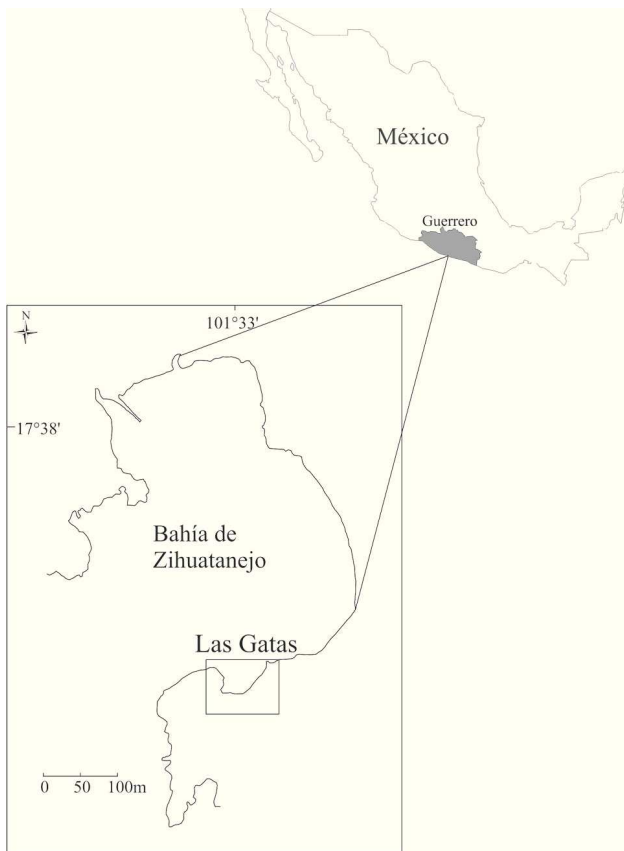 México
Guerrero
N
101°33'
17°38'
Bahía de
Zihuatanejo
Las Gatas
0 50 100m